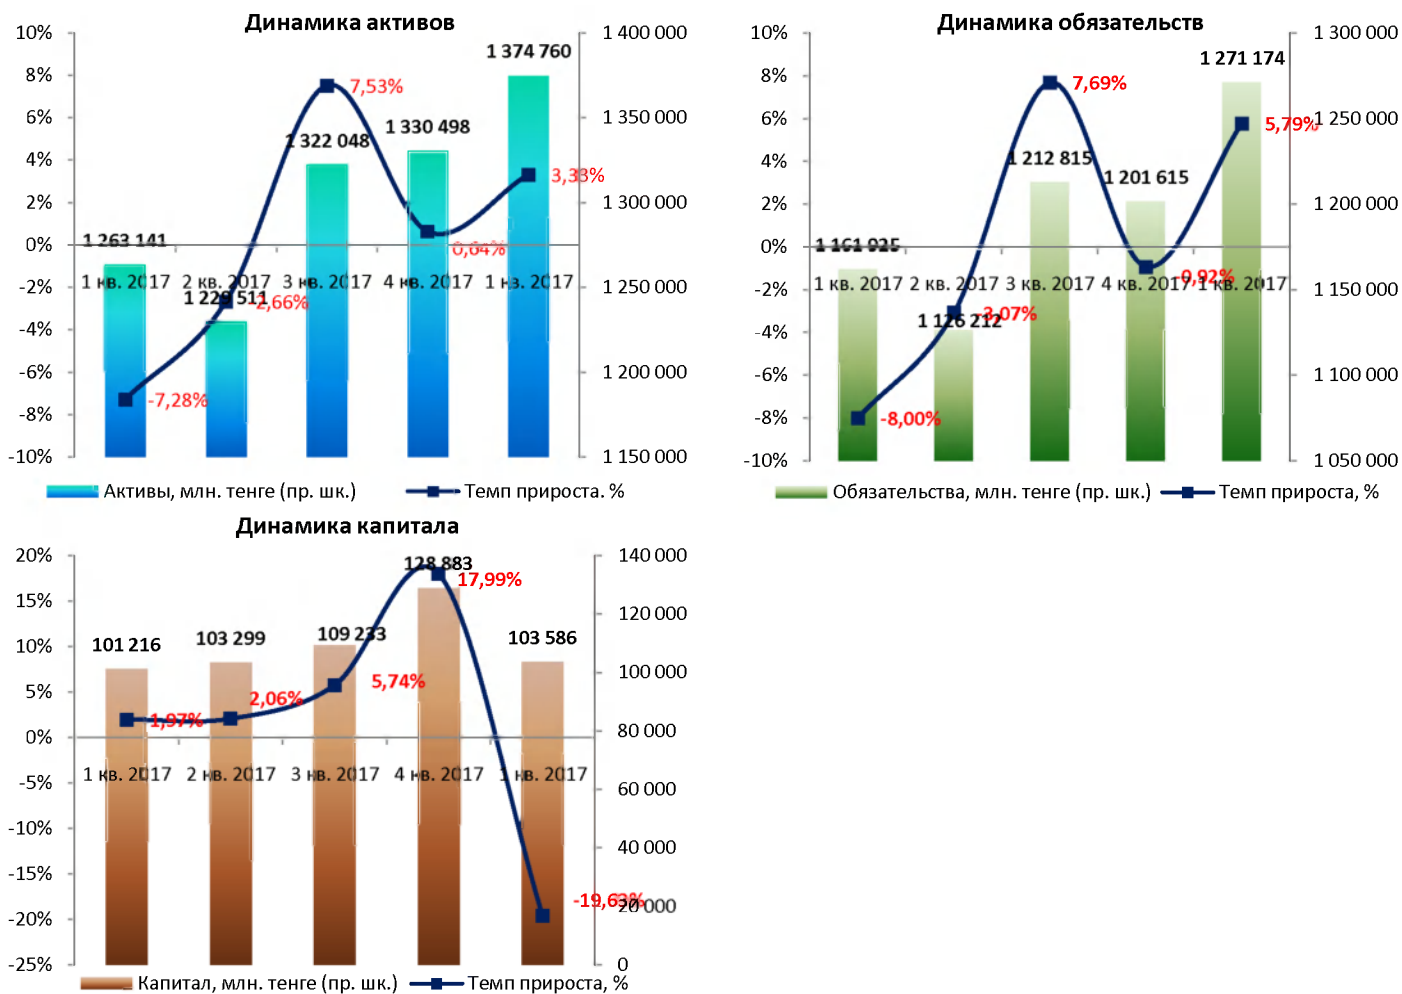 Динамика активов
10%
8%
6%
4%
2%
0%
-2%
-4%
-6%
-8%
-10%
1 400 000
1 350 000
1 300 000
1 250 000
1 200 000
1 150 000
1 263 141
1 229 511
1 322 048
1 330 498
1 374 760
-7,28%
-2,66%
7,53%
0,64%
3,33%
1 кв. 2017
2 кв. 2017
3 кв. 2017
4 кв. 2017
1 кв. 2017
Активы, млн. тенге (пр. шк.)
Темп прироста. %
Динамика обязательств
10%
8%
6%
4%
2%
0%
-2%
-4%
-6%
-8%
-10%
1 300 000
1 250 000
1 200 000
1 150 000
1 100 000
1 050 000
1 161 925
1 126 212
1 212 815
1 201 615
1 271 174
-8,00%
-3,07%
7,69%
-0,92%
5,79%
1 кв. 2017
2 кв. 2017
3 кв. 2017
4 кв. 2017
1 кв. 2017
Обязательства, млн. тенге (пр. шк.)
Темп прироста, %
Динамика капитала
20%
15%
10%
5%
0%
-5%
-10%
-15%
-20%
-25%
140 000
120 000
100 000
80 000
60 000
40 000
20 000
0
101 216
103 299
109 233
128 883
103 586
1,97%
2,06%
5,74%
17,99%
-19,63%
1 кв. 2017
2 кв. 2017
3 кв. 2017
4 кв. 2017
1 кв. 2017
Капитал, млн. тенге (пр. шк.)
Темп прироста, %